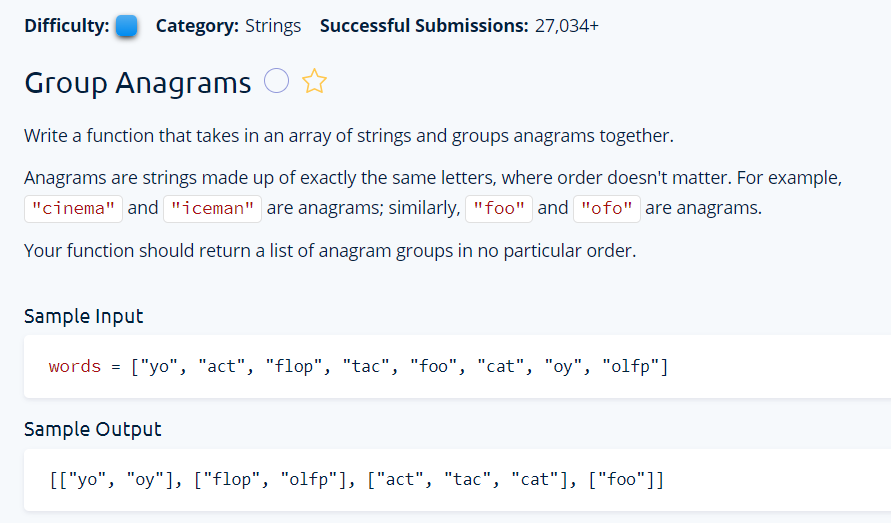 Difficulty: Category: Strings Successful Submissions: 27,034+
Group Anagrams
Write a function that takes in an array of strings and groups anagrams together.
Anagrams are strings made up of exactly the same letters, where order doesn't matter. For example,
"cinema" and "iceman" are anagrams; similarly, "foo" and "ofo" are anagrams.
Your function should return a list of anagram groups in no particular order.
Sample Input
words = ["yo", "act", "flop", "tac", "foo", "cat", "oy", "olfp"]
Sample Output
[["yo", "oy"], ["flop", "olfp"], ["act", "tac", "cat"], ["foo"]]